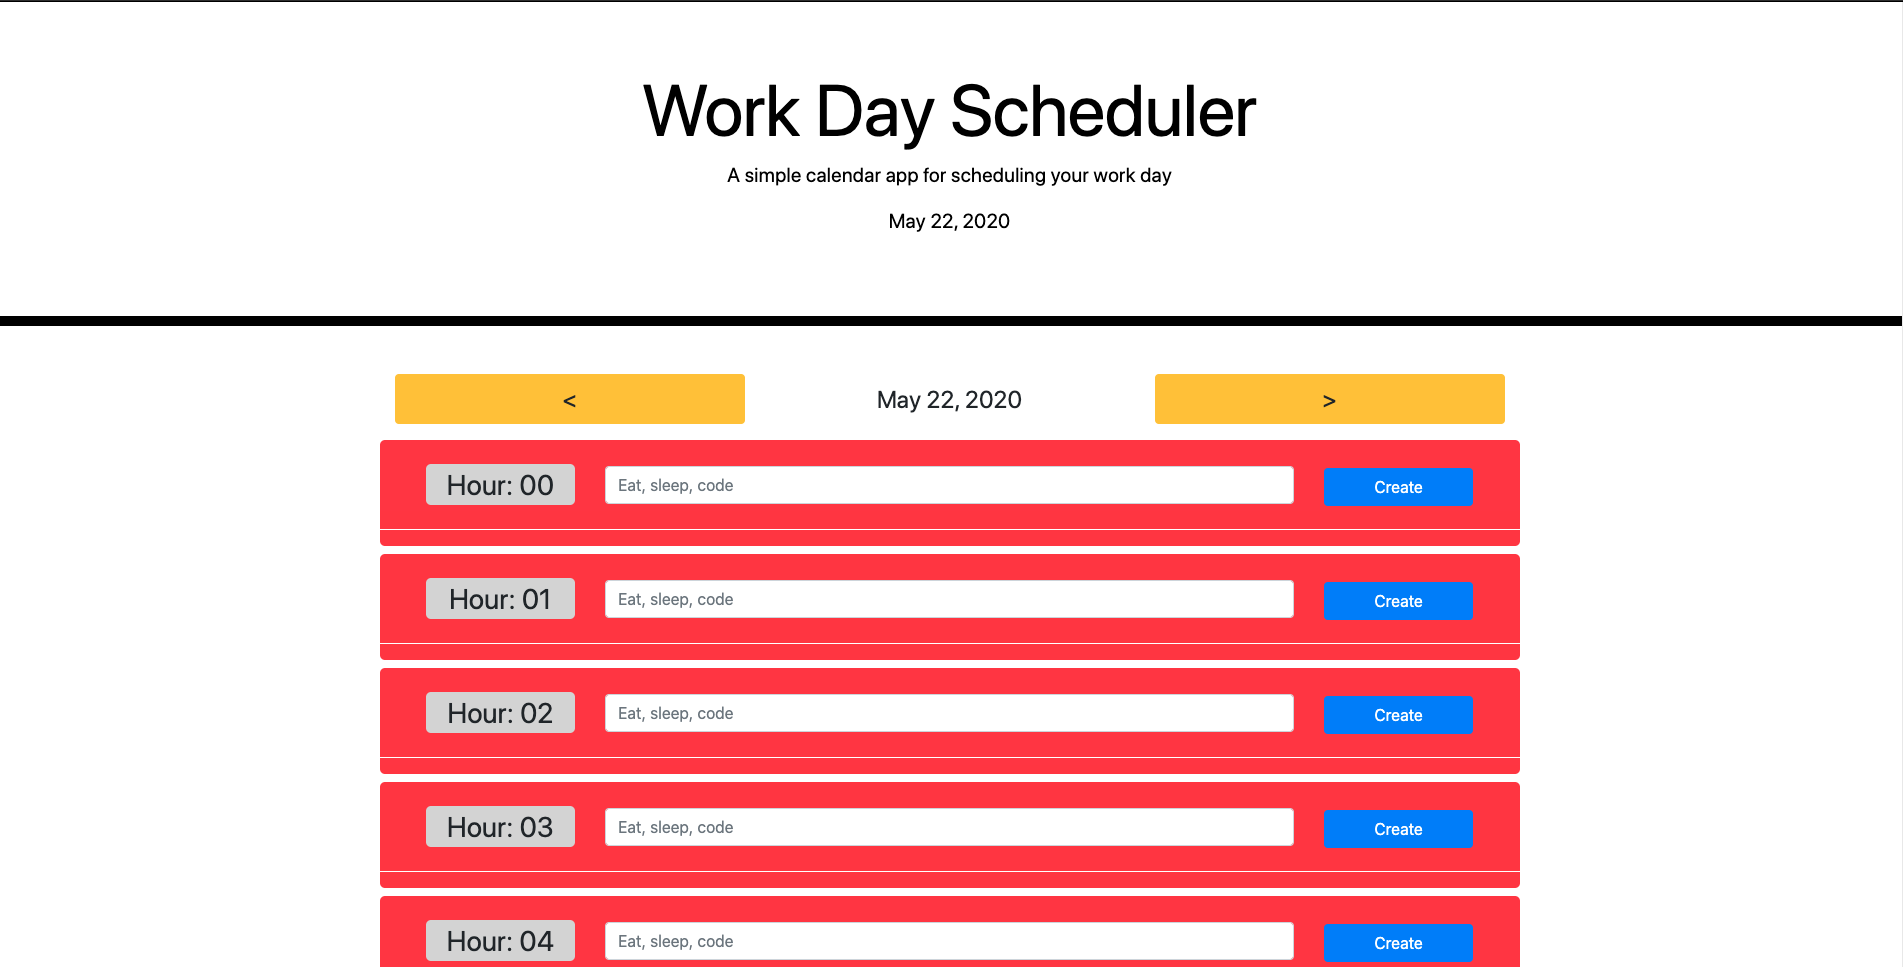 Work Day Scheduler
A simple calendar app for scheduling your work day
May 22, 2020
< May 22, 2020 >
Hour: 00 Eat, sleep, code Create
Hour: 01 Eat, sleep, code Create
Hour: 02 Eat, sleep, code Create
Hour: 03 Eat, sleep, code Create
Hour: 04 Eat, sleep, code Create